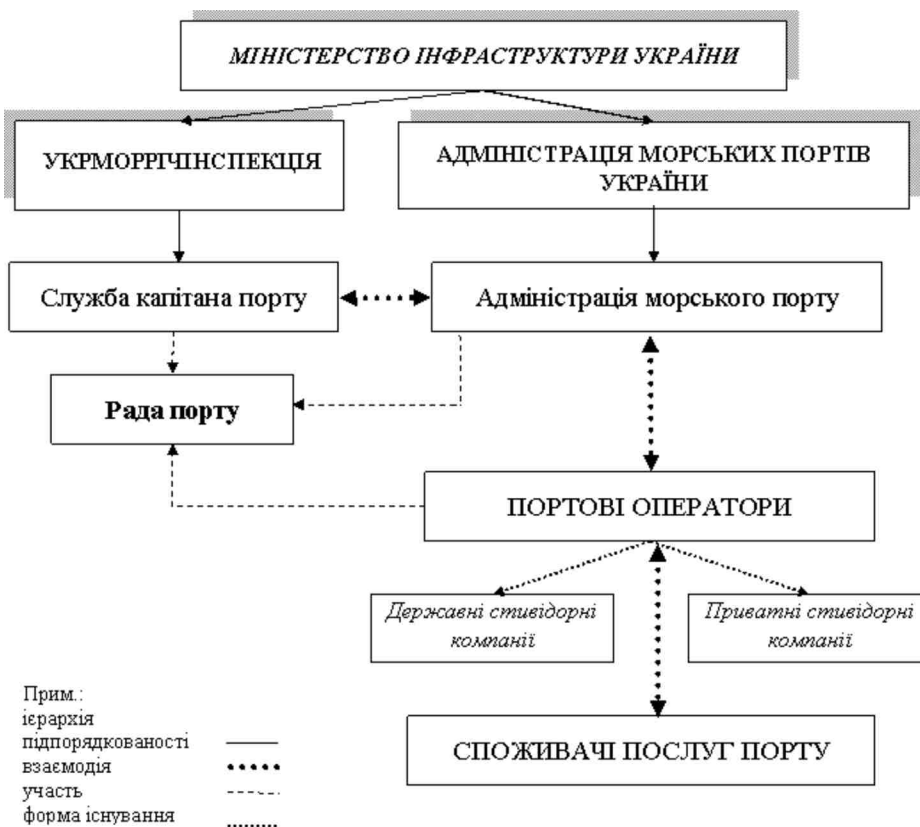 МІНІСТЕРСТВО ІНФРАСТРУКТУРИ УКРАЇНИ
УКРМОРРІЧІНСПЕКЦІЯ
АДМІНІСТРАЦІЯ МОРСЬКИХ ПОРТІВ
УКРАЇНИ
Служба капітана порту
Адміністрація морського порту
Рада порту
ПОРТОВІ ОПЕРАТОРИ
Державні стивідорні
компанії
Приватні стивідорні
компанії
СПОЖИВАЧІ ПОСЛУГ ПОРТУ
Прим.:
ієрархія
підпорядкованості
взаємодія
участь
форма існування